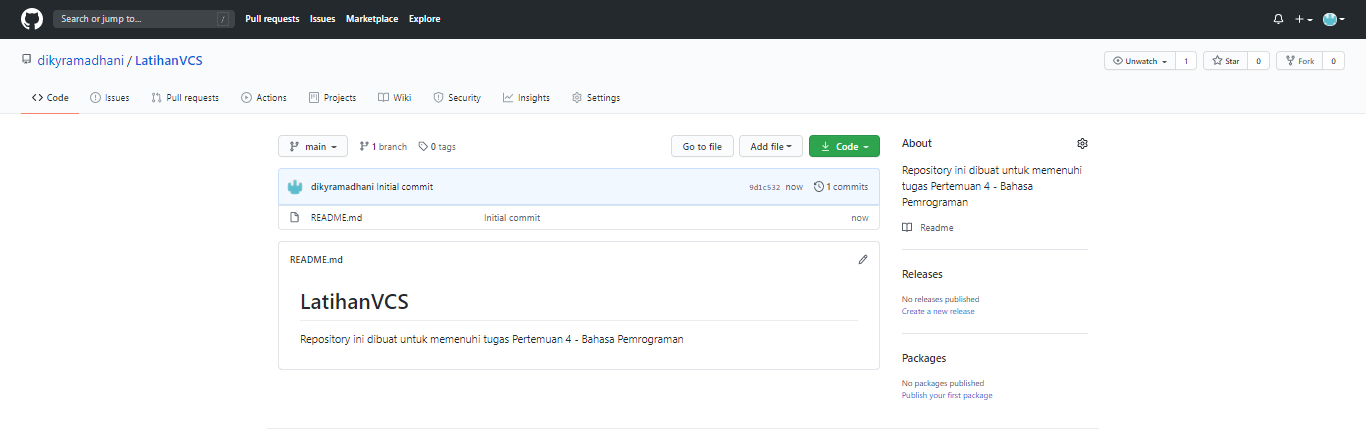 Search or jump to... / Pull requests Issues Marketplace Explore
dikyramadhani / LatihanVCS Unwatch 1 Star 0 Fork 0
Code Issues Pull requests Actions Projects Wiki Security Insights Settings
main 1 branch 0 tags Go to file Add file Code
dikyramadhani Initial commit 9d1c532 now 1 commits
README.md Initial commit now
README.md
LatihanVCS
Repository ini dibuat untuk memenuhi tugas Pertemuan 4 - Bahasa Pemrograman
About
Repository ini dibuat untuk memenuhi
tugas Pertemuan 4 - Bahasa
Pemrograman
Readme
Releases
No releases published
Create a new release
Packages
No packages published
Publish your first package